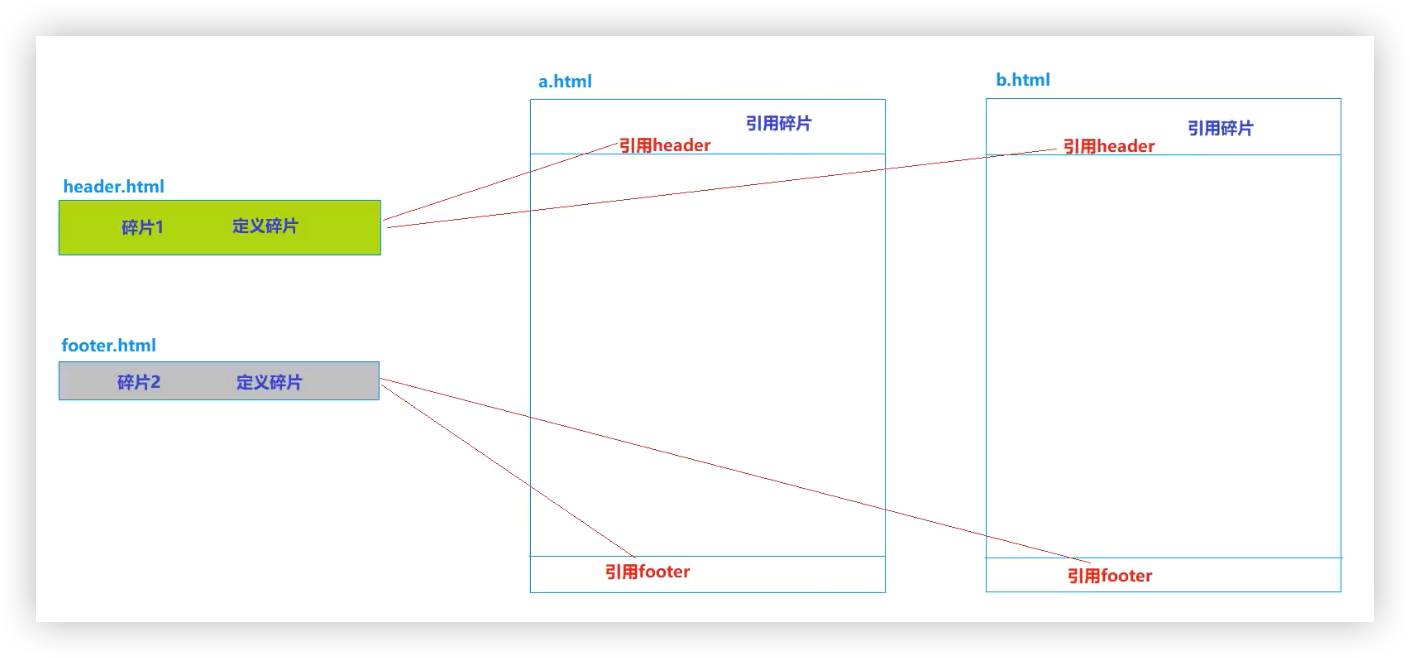 a.html
b.html
引用碎片
引用碎片
引用header
引用header
header.html
碎片1 定义碎片
footer.html
碎片2 定义碎片
引用footer
引用footer